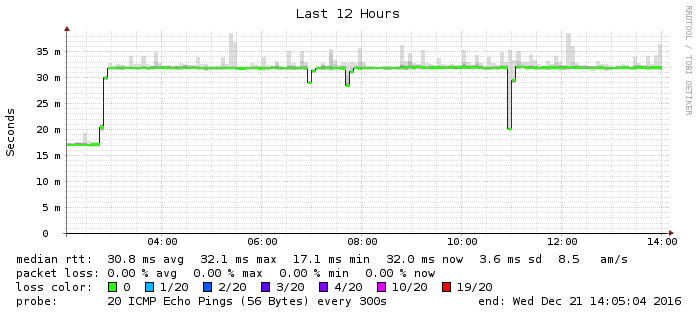 Last 12 Hours
RRDTOOL / TOBI OETIKER
Seconds
35 m
30 m
25 m
20 m
15 m
10 m
5 m
0
04:00 06:00 08:00 10:00 12:00 14:00
median rtt: 30.8 ms avg 32.1 ms max 17.1 ms min 32.0 ms now 3.6 ms sd 8.5 am/s
packet loss: 0.00 % avg 0.00 % max 0.00 % min 0.00 % now
loss color: 0 1/20 2/20 3/20 4/20 10/20 19/20
probe: 20 ICMP Echo Pings (56 Bytes) every 300s end: Wed Dec 21 14:05:04 2016